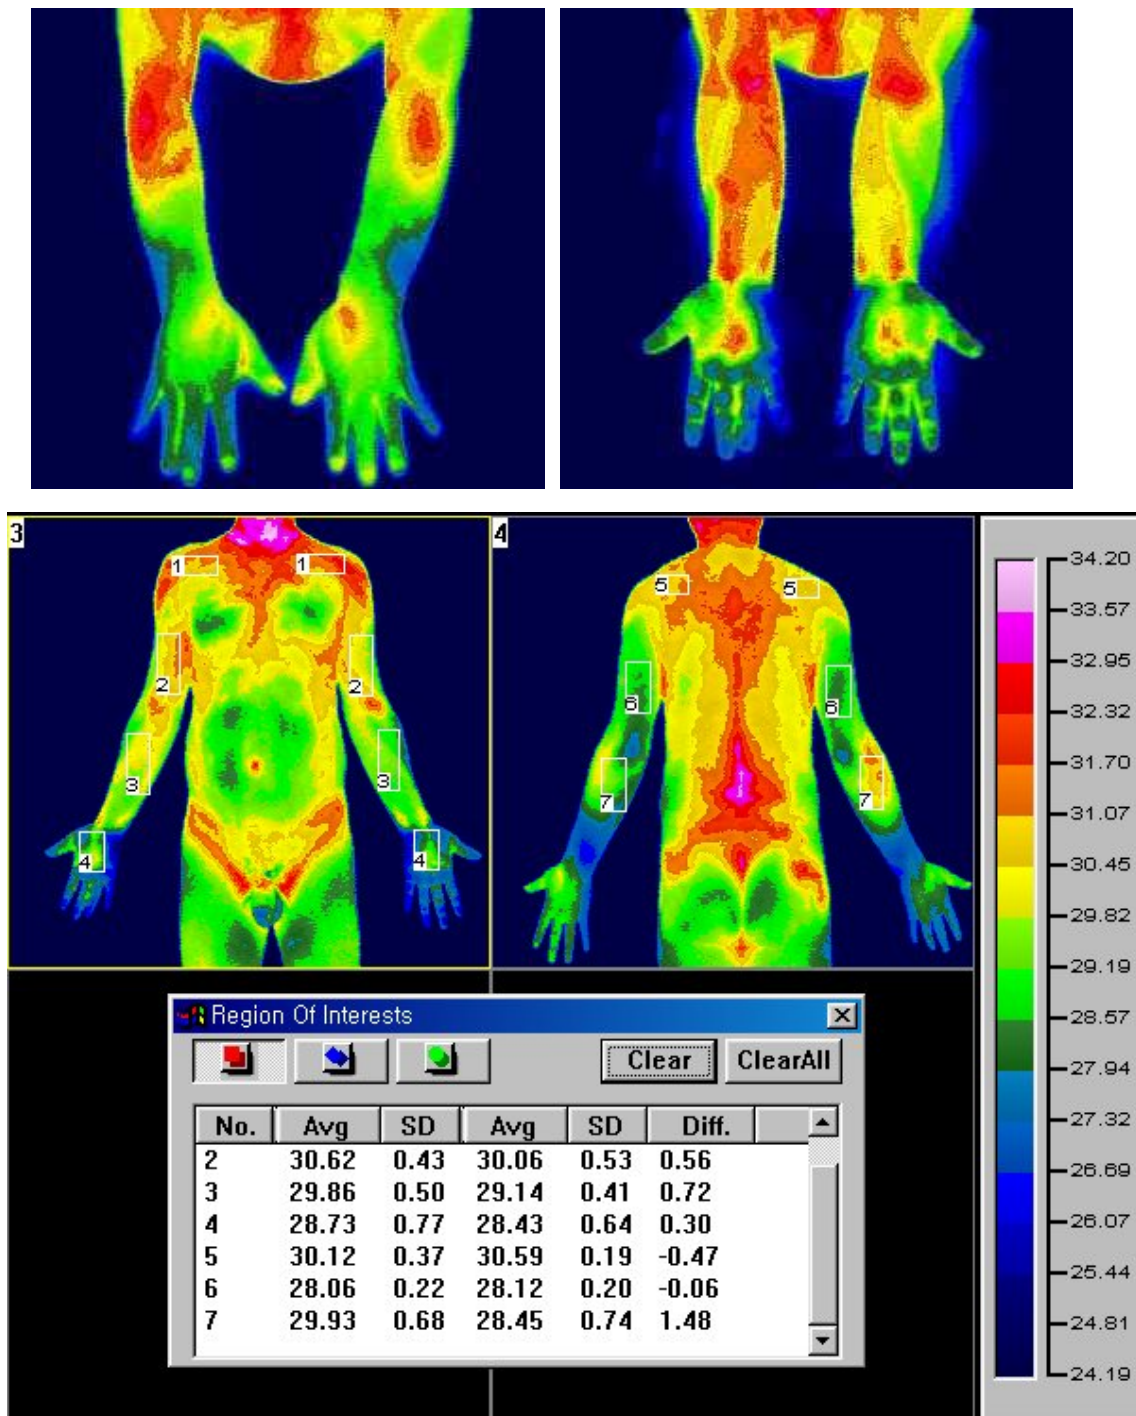 3
4
1 1
2 2
3 3
4 4
5 5
6 6
7 7
34.20
33.57
32.95
32.32
31.70
31.07
30.45
29.82
29.19
28.57
27.94
27.32
26.69
26.07
25.44
24.81
24.19
Region Of Interests
Clear ClearAll
No. Avg SD Avg SD Diff.
2 30.62 0.43 30.06 0.53 0.56
3 29.86 0.50 29.14 0.41 0.72
4 28.73 0.77 28.43 0.64 0.30
5 30.12 0.37 30.59 0.19 -0.47
6 28.06 0.22 28.12 0.20 -0.06
7 29.93 0.68 28.45 0.74 1.48